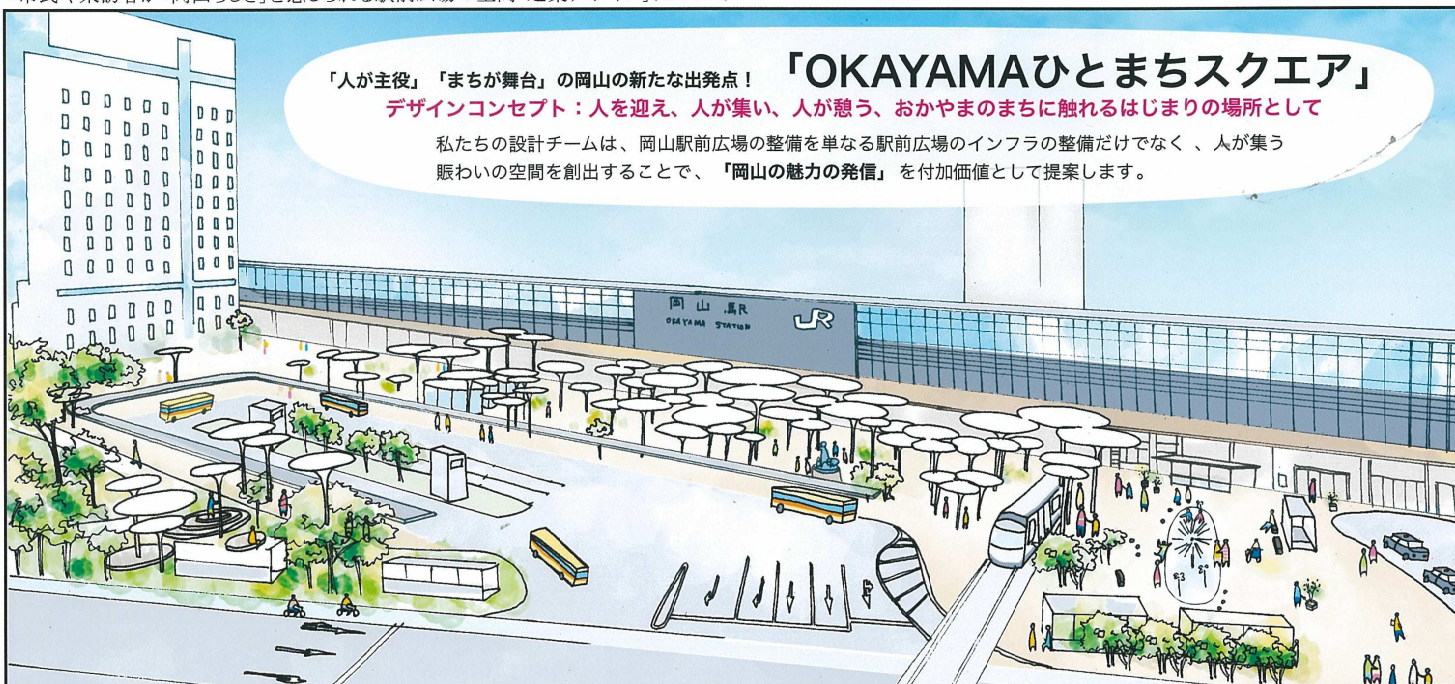 「人が主役」「まちが舞台」の岡山の新たな出発点！ 「OKAYAMAひとまちスクエア」
デザインコンセプト：人を迎え、人が集い、人が憩う、おかやまのまちに触れるはじまりの場所として
私たちの設計チームは、岡山駅前広場の整備を単なる駅前広場のインフラの整備だけでなく 、人が集う
賑わいの空間を創出することで、「岡山の魅力の発信」を付加価値として提案します。
岡山駅 JR
OKAYAMA STATION